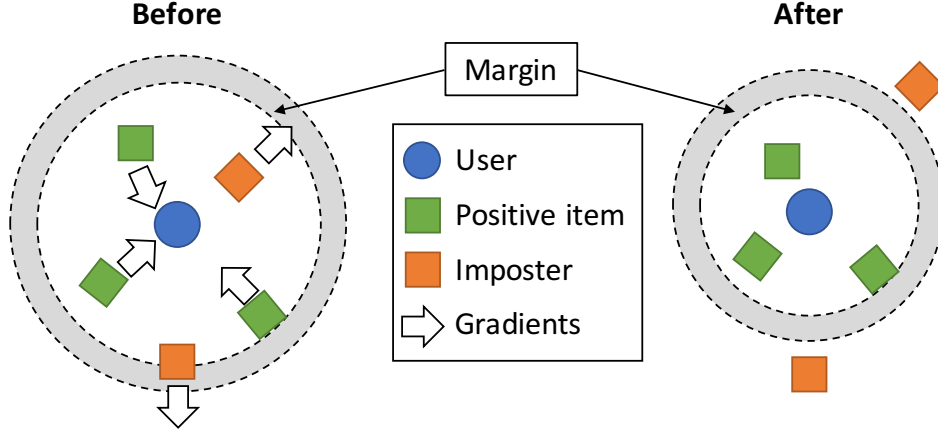 Before
After
Margin
User
Positive item
Imposter
Gradients